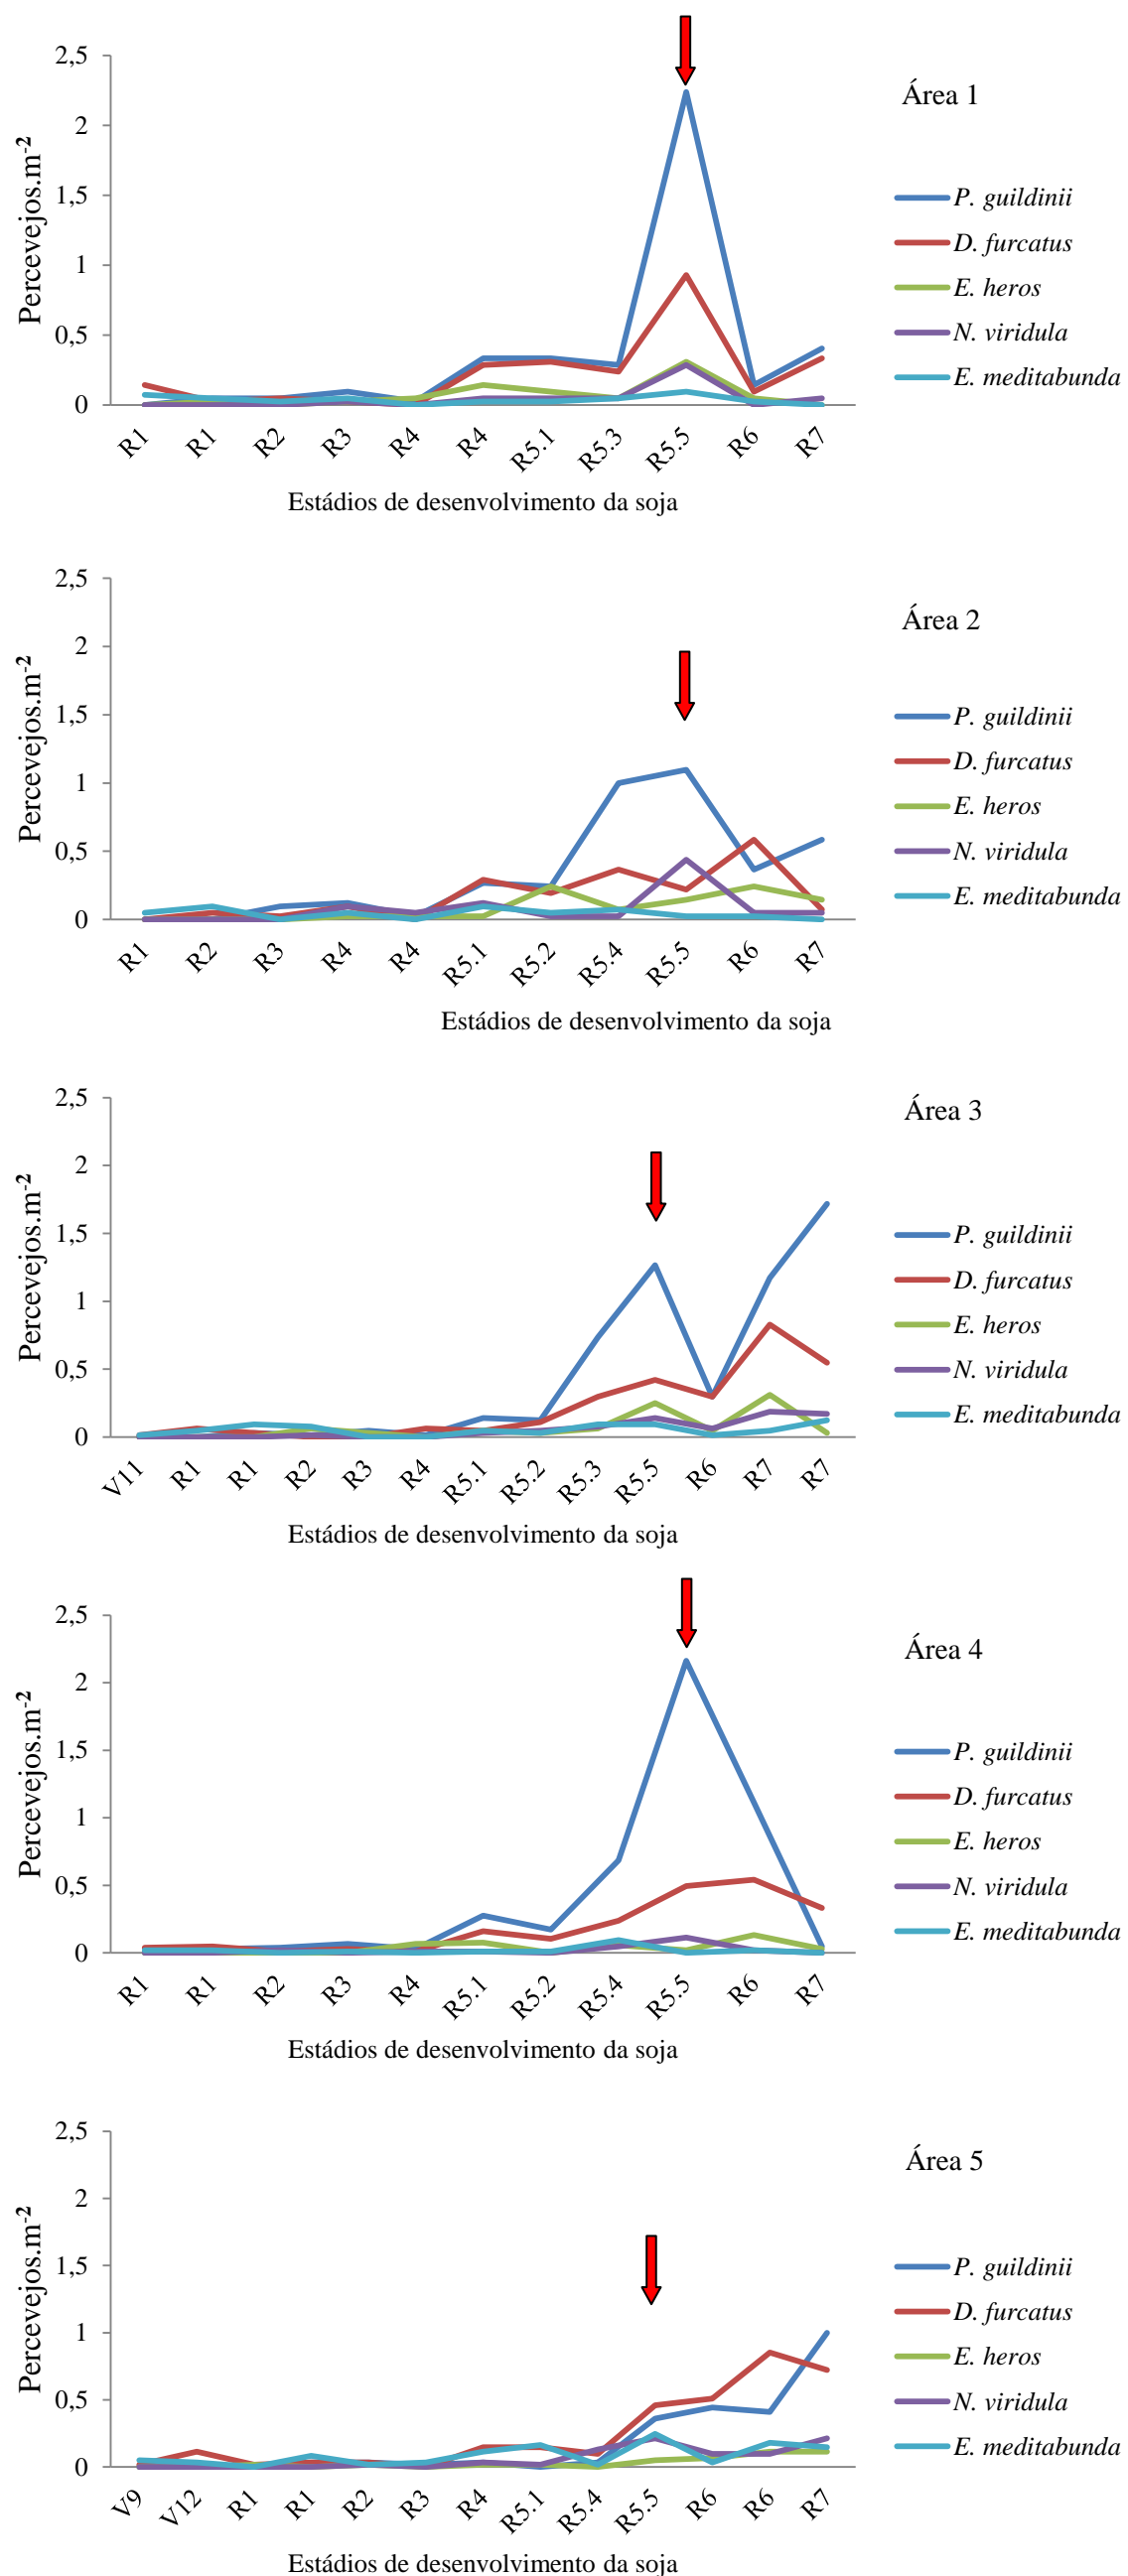 Área 1
Percevejos.m-2
2,5
2
1,5
1
0,5
0
P. guildinii
D. furcatus
E. heros
N. viridula
E. meditabunda
R1 R1 R2 R3 R4 R4 R5.1 R5.3 R5.5 R6 R7
Estádios de desenvolvimento da soja
Área 2
Percevejos.m-2
2,5
2
1,5
1
0,5
0
P. guildinii
D. furcatus
E. heros
N. viridula
E. meditabunda
R1 R2 R3 R4 R4 R5.1 R5.2 R5.4 R5.5 R6 R7
Estádios de desenvolvimento da soja
Área 3
Percevejos.m-2
2,5
2
1,5
1
0,5
0
P. guildinii
D. furcatus
E. heros
N. viridula
E. meditabunda
V11 R1 R1 R2 R3 R4 R5.1 R5.2 R5.3 R5.5 R6 R7 R7
Estádios de desenvolvimento da soja
Área 4
Percevejos.m-2
2,5
2
1,5
1
0,5
0
P. guildinii
D. furcatus
E. heros
N. viridula
E. meditabunda
R1 R1 R2 R3 R4 R5.1 R5.2 R5.4 R5.5 R6 R7
Estádios de desenvolvimento da soja
Área 5
Percevejos.m-2
2,5
2
1,5
1
0,5
0
P. guildinii
D. furcatus
E. heros
N. viridula
E. meditabunda
V9 V12 R1 R1 R2 R3 R4 R5.1 R5.4 R5.5 R6 R6 R7
Estádios de desenvolvimento da soja